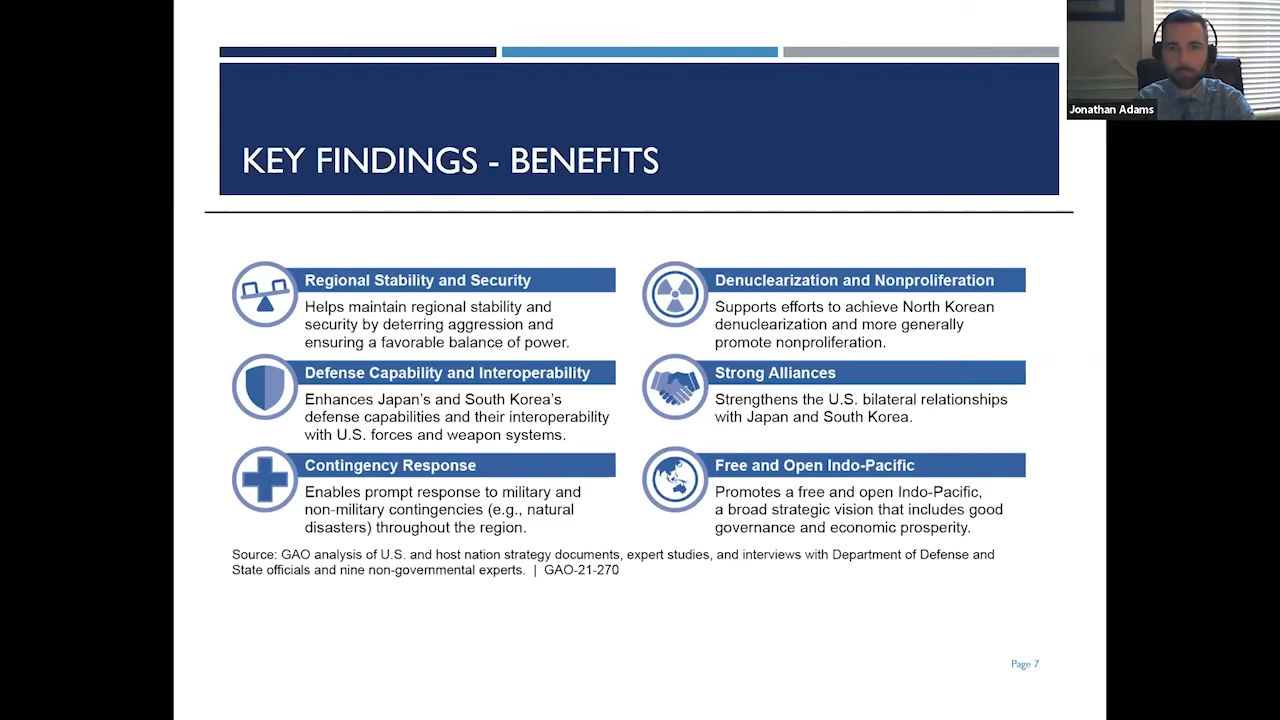 KEY FINDINGS - BENEFITS
Jonathan Adams
Regional Stability and Security
Helps maintain regional stability and
security by deterring aggression and
ensuring a favorable balance of power.
Defense Capability and Interoperability
Enhances Japan's and South Korea's
defense capabilities and their interoperability
with U.S. forces and weapon systems.
Contingency Response
Enables prompt response to military and
non-military contingencies (e.g., natural
disasters) throughout the region.
Denuclearization and Nonproliferation
Supports efforts to achieve North Korean
denuclearization and more generally
promote nonproliferation.
Strong Alliances
Strengthens the U.S. bilateral relationships
with Japan and South Korea.
Free and Open Indo-Pacific
Promotes a free and open Indo-Pacific,
a broad strategic vision that includes good
governance and economic prosperity.
Source: GAO analysis of U.S. and host nation strategy documents, expert studies, and interviews with Department of Defense and
State officials and nine non-governmental experts. | GAO-21-270
Page 7